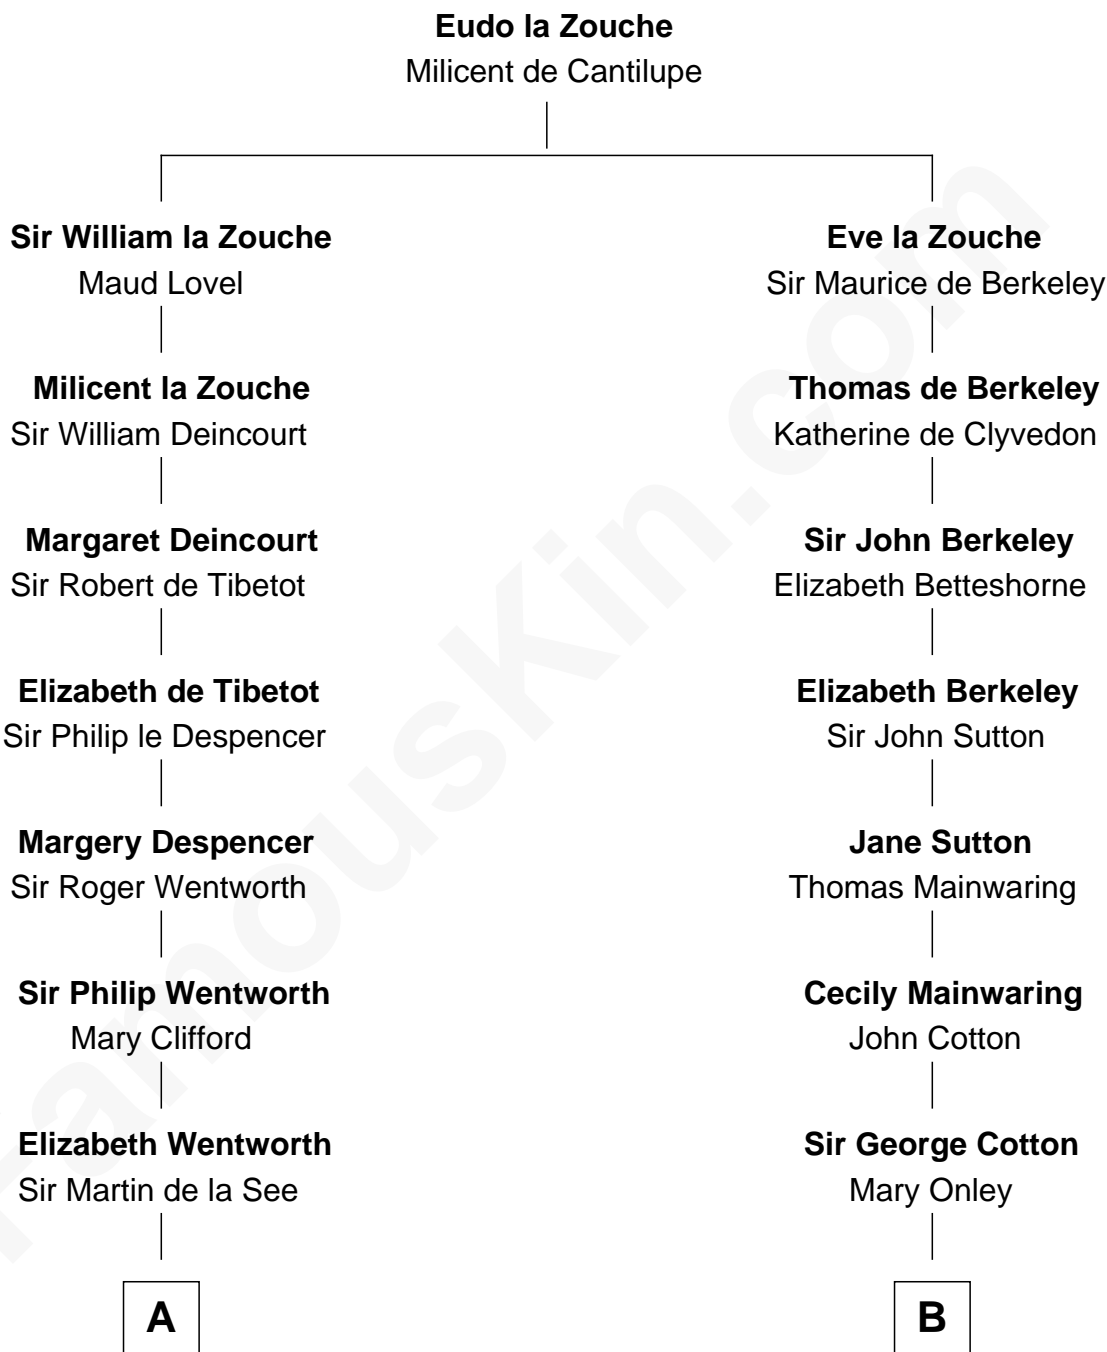 Eudo la Zouche
Milicent de Cantilupe
Sir William la Zouche
Maud Lovel
Milicent la Zouche
Sir William Deincourt
Margaret Deincourt
Sir Robert de Tibetot
Elizabeth de Tibetot
Sir Philip le Despencer
Margery Despencer
Sir Roger Wentworth
Sir Philip Wentworth
Mary Clifford
Elizabeth Wentworth
Sir Martin de la See
A
Eve la Zouche
Sir Maurice de Berkeley
Thomas de Berkeley
Katherine de Clyvedon
Sir John Berkeley
Elizabeth Betteshorne
Elizabeth Berkeley
Sir John Sutton
Jane Sutton
Thomas Mainwaring
Cecily Mainwaring
John Cotton
Sir George Cotton
Mary Onley
B
FamousKin.com